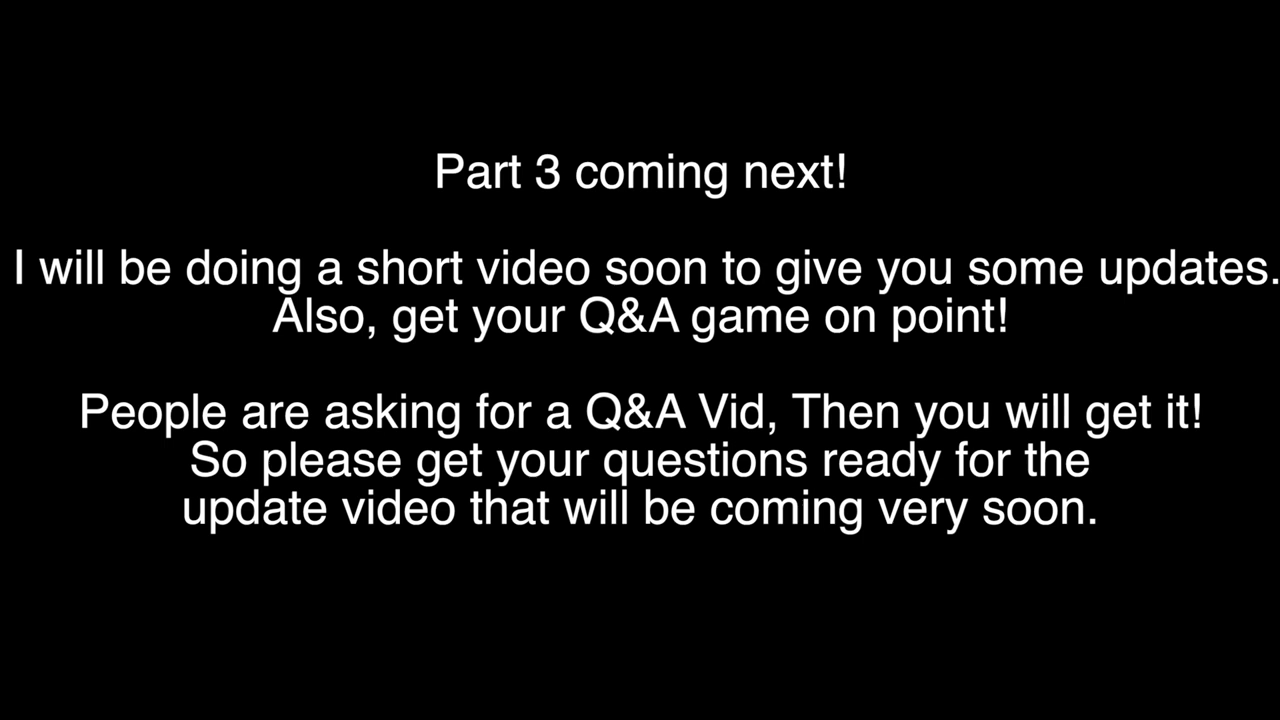 Part 3 coming next!
I will be doing a short video soon to give you some updates.
Also, get your Q&A game on point!
People are asking for a Q&A Vid, Then you will get it!
So please get your questions ready for the
update video that will be coming very soon.